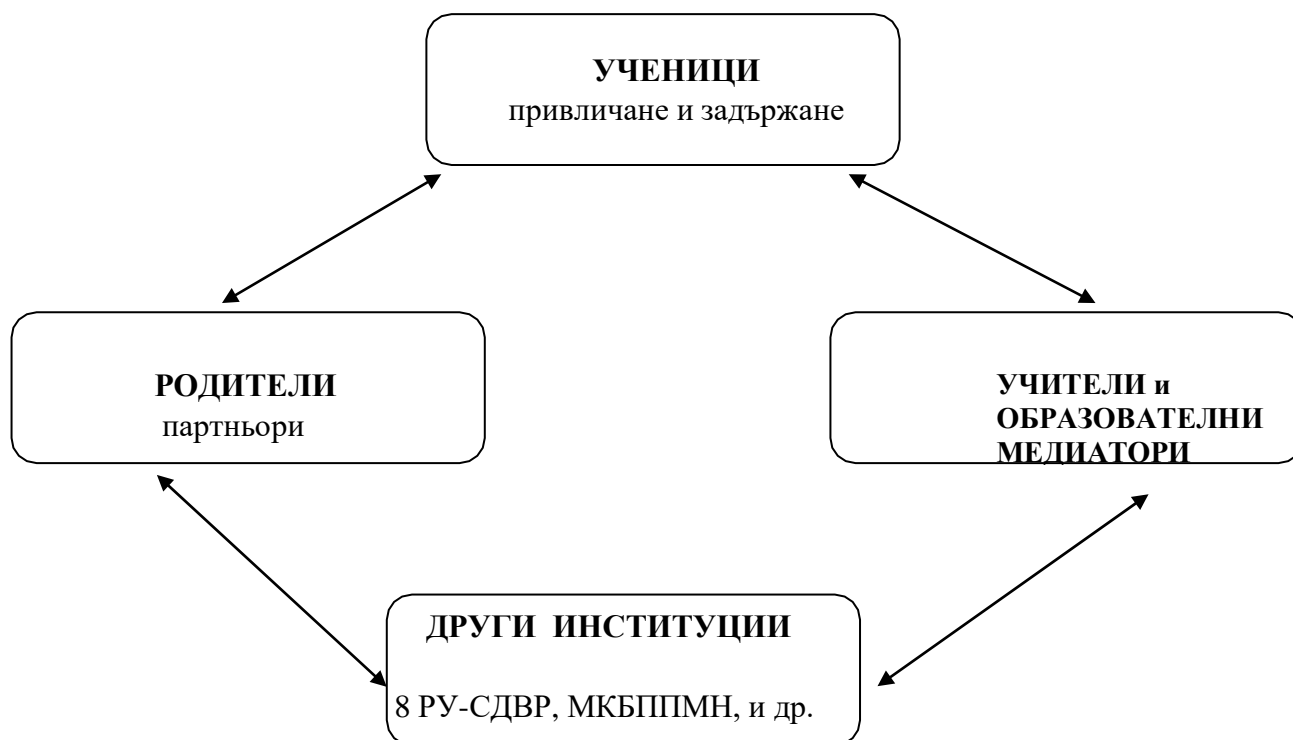 УЧЕНИЦИ
привличане и задържане
РОДИТЕЛИ
партньори
УЧИТЕЛИ и
ОБРАЗОВАТЕЛНИ
МЕДИАТОРИ
ДРУГИ ИНСТИТУЦИИ
8 РУ-СДВР, МКБППМН, и др.